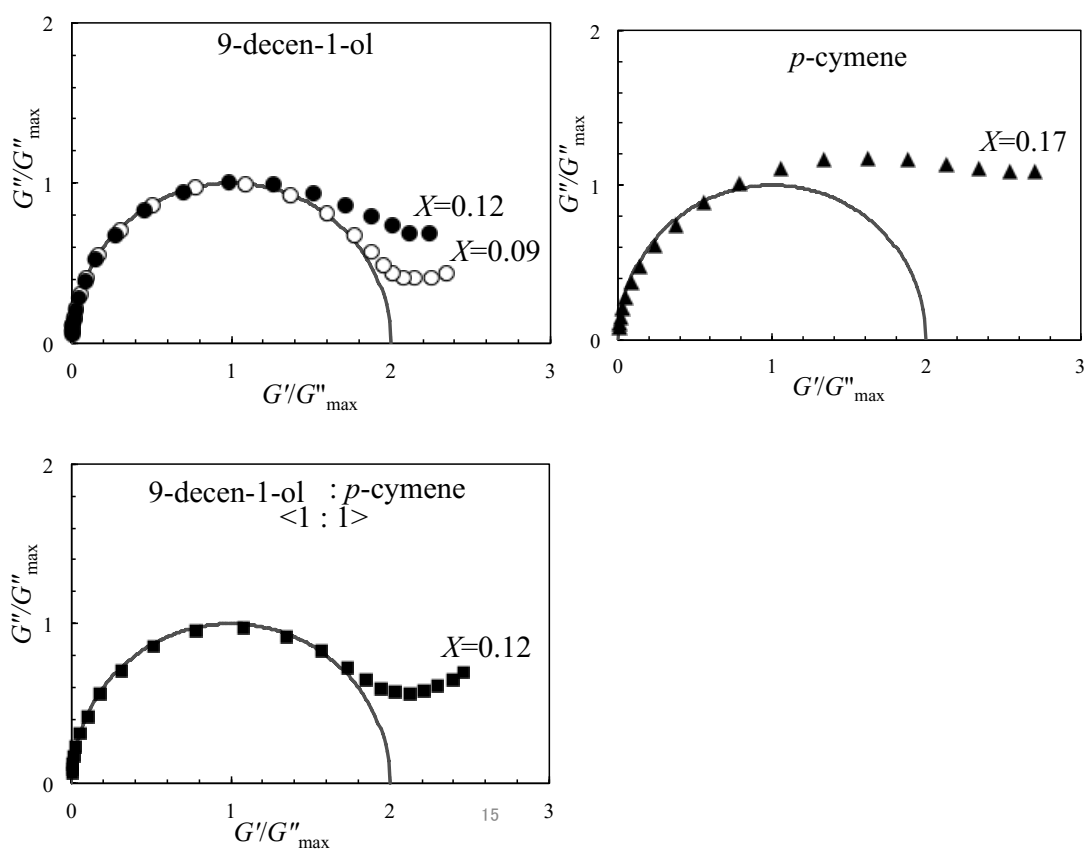 2
9-decen-1-ol
G''/G''max
1
X=0.12
X=0.09
0
0 1 2 3
G'/G''max
2
p-cymene
X=0.17
G''/G''max
1
0
0 1 2 3
G'/G''max
2
9-decen-1-ol : p-cymene
<1 : 1>
G''/G''max
1
X=0.12
0
0 1 2 3
15
G'/G''max